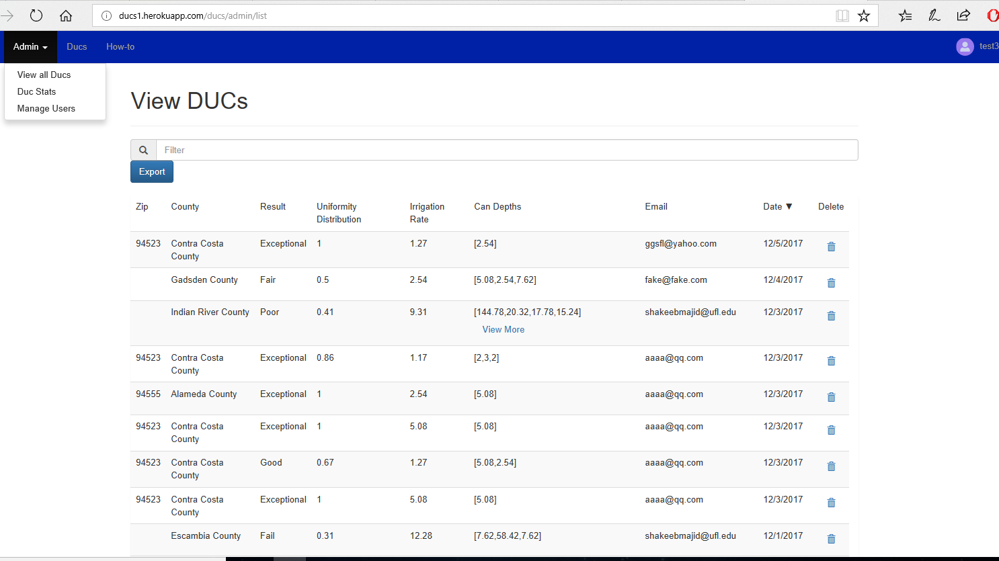 ducs1.herokuapp.com/ducs/admin/list
Admin Ducs How-to test3
View all Ducs
Duc Stats
Manage Users
View DUCs
Filter
Export
Zip County Result Uniformity Distribution Irrigation Rate Can Depths Email Date ▼ Delete
94523 Contra Costa County Exceptional 1 1.27 [2.54] ggsfl@yahoo.com 12/5/2017
Gadsden County Fair 0.5 2.54 [5.08,2.54,7.62] fake@fake.com 12/4/2017
Indian River County Poor 0.41 9.31 [144.78,20.32,17.78,15.24] shakeebmajid@ufl.edu 12/3/2017
View More
94523 Contra Costa County Exceptional 0.86 1.17 [2,3,2] aaaa@qq.com 12/3/2017
94555 Alameda County Exceptional 1 2.54 [5.08] aaaa@qq.com 12/3/2017
94523 Contra Costa County Exceptional 1 5.08 [5.08] aaaa@qq.com 12/3/2017
94523 Contra Costa County Good 0.67 1.27 [5.08,2.54] aaaa@qq.com 12/3/2017
94523 Contra Costa County Exceptional 1 5.08 [5.08] aaaa@qq.com 12/3/2017
Escambia County Fail 0.31 12.28 [7.62,58.42,7.62] shakeebmajid@ufl.edu 12/1/2017